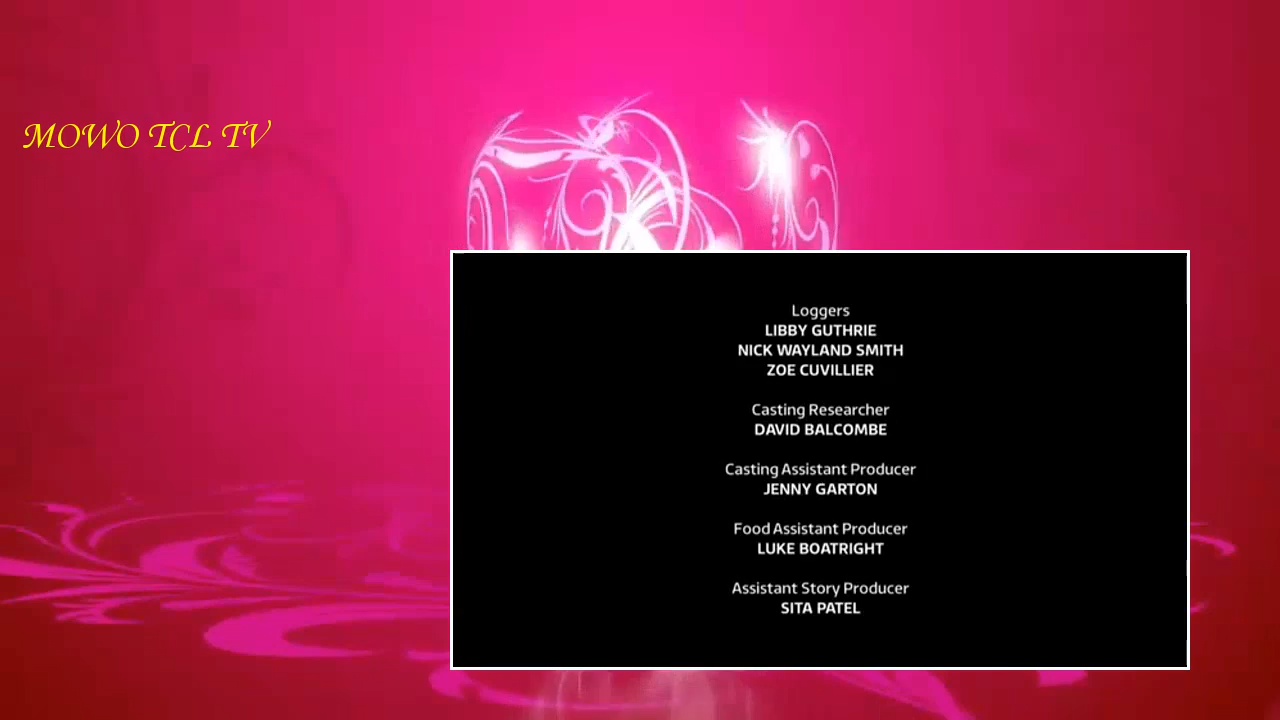 MOWO TCL TV
Loggers
LIBBY GUTHRIE
NICK WAYLAND SMITH
ZOE CUVILLIER
Casting Researcher
DAVID BALCOMBE
Casting Assistant Producer
JENNY GARTON
Food Assistant Producer
LUKE BOATRIGHT
Assistant Story Producer
SITA PATEL